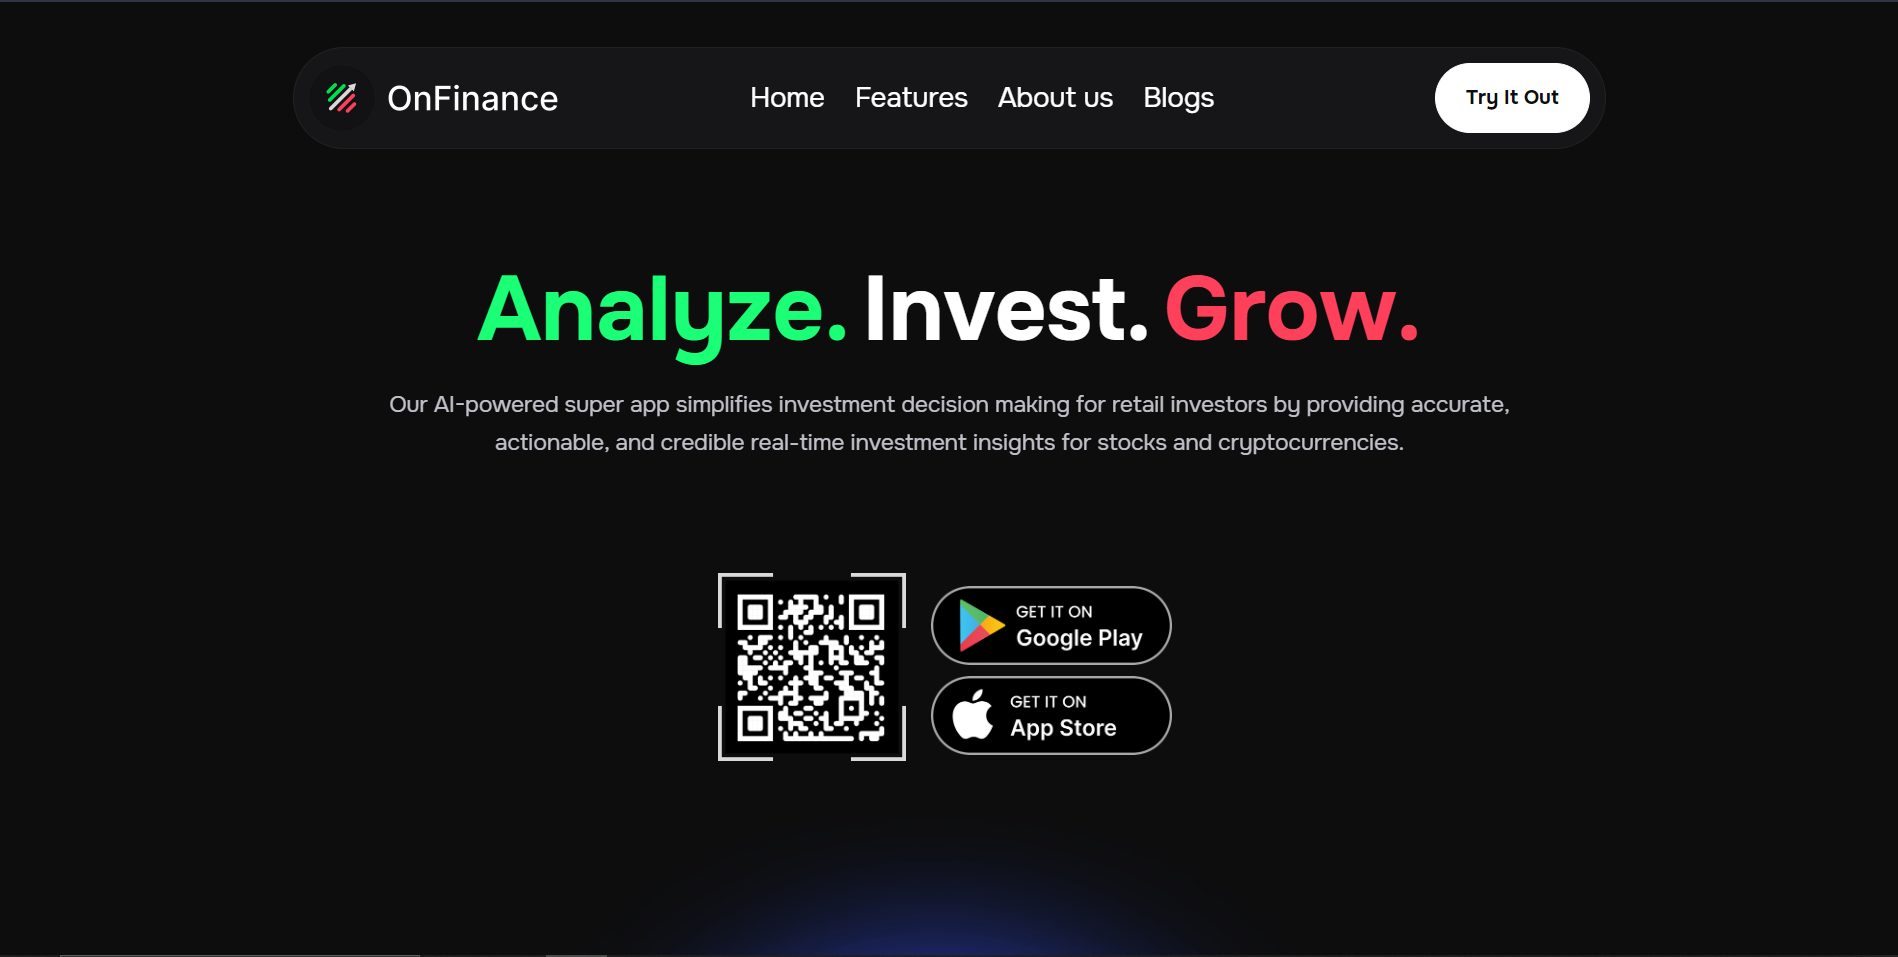 OnFinance
Home Features About us Blogs
Try It Out
Analyze. Invest. Grow.
Our AI-powered super app simplifies investment decision making for retail investors by providing accurate,
actionable, and credible real-time investment insights for stocks and cryptocurrencies.
GET IT ON
Google Play
GET IT ON
App Store